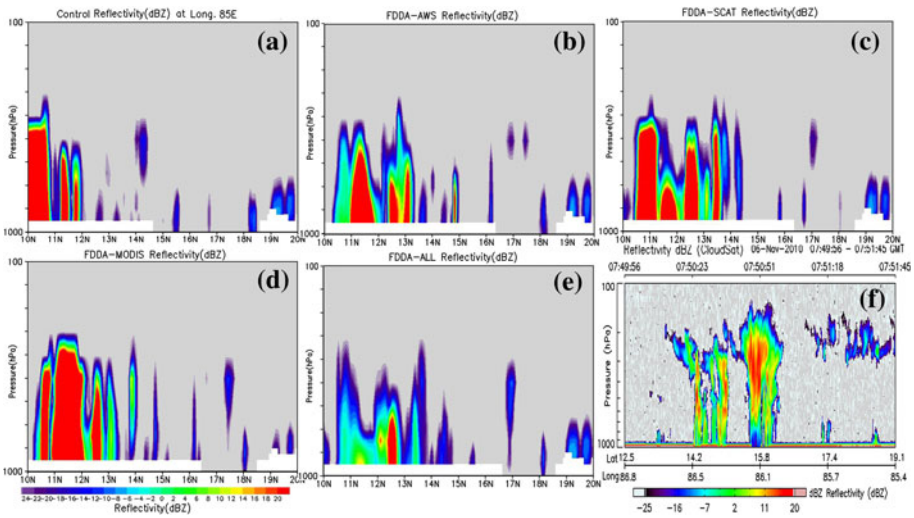 Control Reflectivity(dBZ) at Long. 85E
(a)
100
Pressure(hPa)
1000
10N 11N 12N 13N 14N 15N 16N 17N 18N 19N 20N
FDDA-AWS Reflectivity(dBZ)
(b)
100
Pressure(hPa)
1000
10N 11N 12N 13N 14N 15N 16N 17N 18N 19N 20N
FDDA-SCAT Reflectivity(dBZ)
(c)
100
Pressure(hPa)
1000
10N 11N 12N 13N 14N 15N 16N 17N 18N 19N 20N
FDDA-MODIS Reflectivity(dBZ)
(d)
100
Pressure(hPa)
1000
10N 11N 12N 13N 14N 15N 16N 17N 18N 19N
24-22-20-18-16-14-12-10-8 -6 -4 -2 0 2 4 6 8 10 12 14 16 18 20
Reflectivity(dBZ)
FDDA-ALL Reflectivity(dBZ)
(e)
100
Pressure(hPa)
1000
10N 11N 12N 13N 14N 15N 16N 17N 18N 19N 20N
Reflectivity dBZ (CloudSat) 06-Nov-2010 07:49:56 - 07:51:45 GMT
07:49:56 07:50:23 07:50:51 07:51:18 07:51:45
(f)
100
Pressure (hPa)
1000
Lat 12.5 14.2 15.8 17.4 19.1
Long 86.8 86.5 86.1 85.7 85.4
dBZ Reflectivity (dBZ)
-25 -16 -7 2 11 20